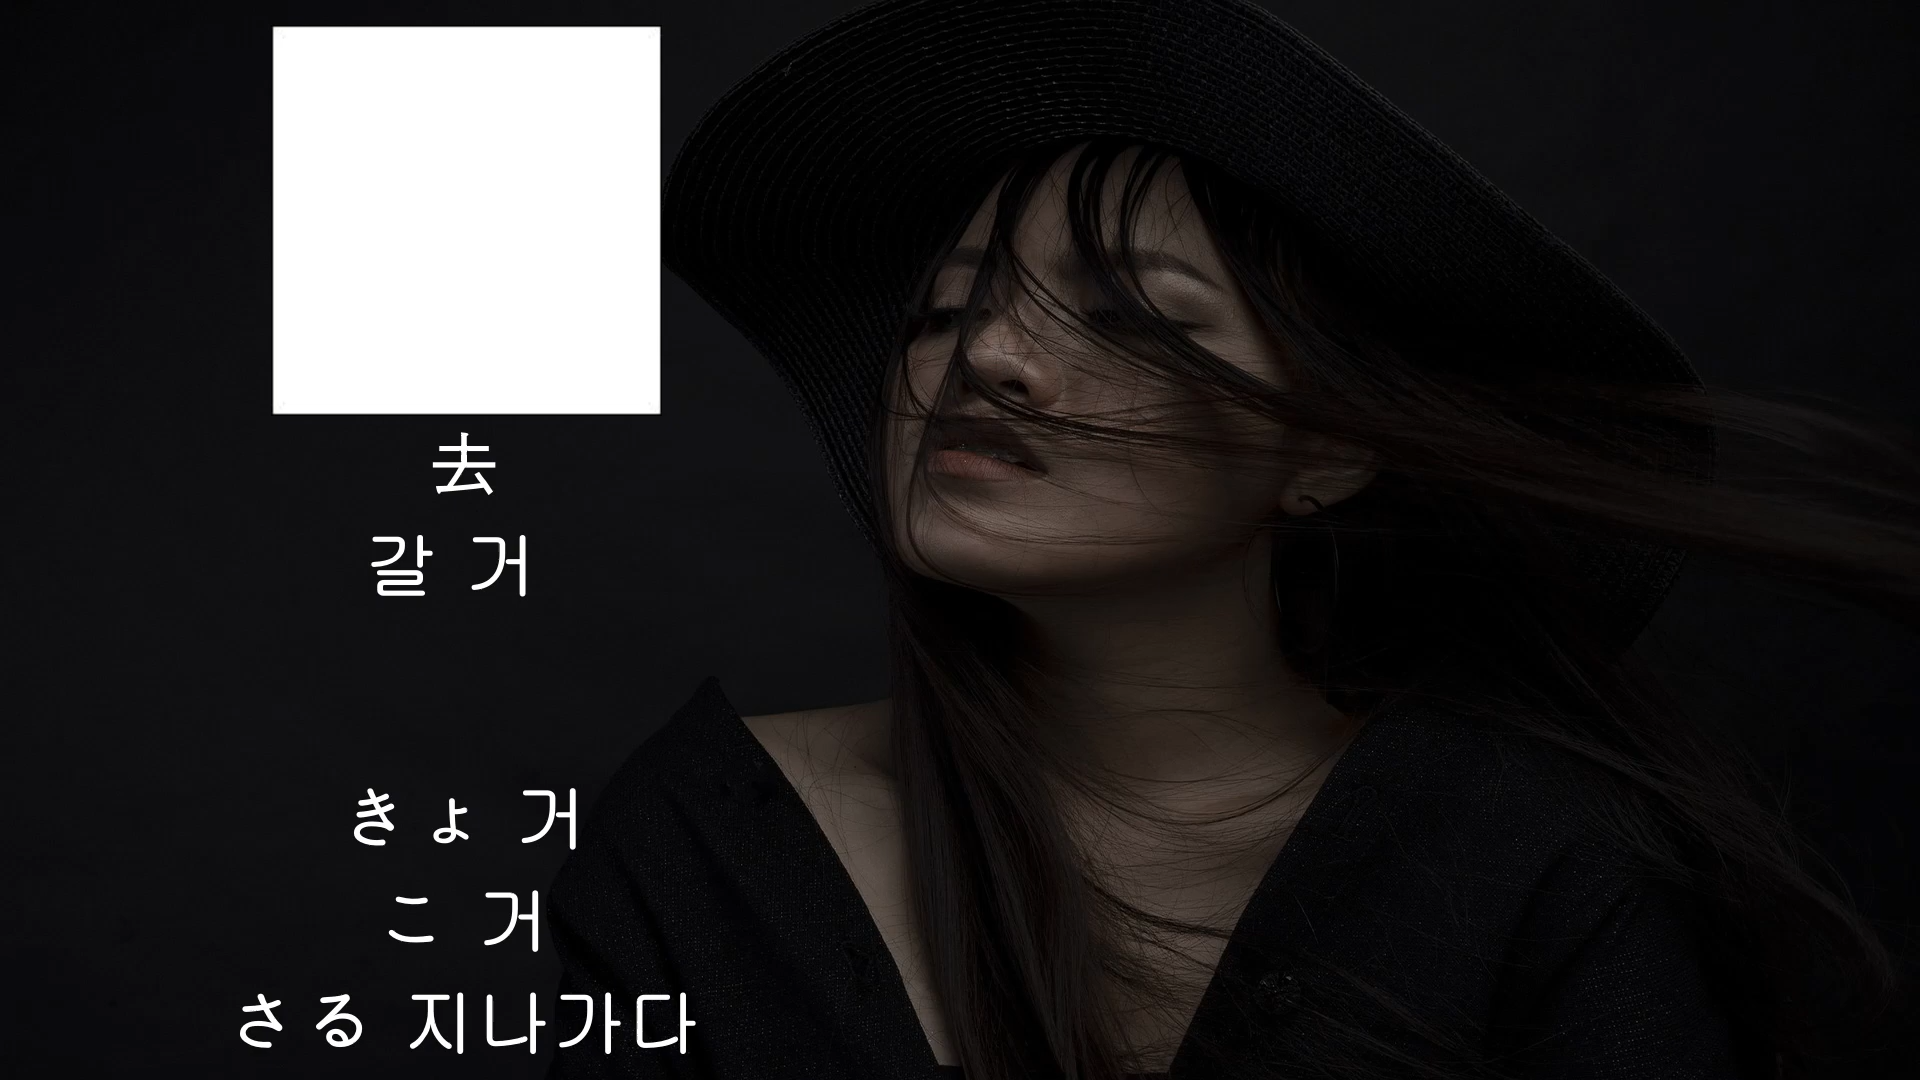 去
갈 거
きょ 거
こ 거
さる 지나가다